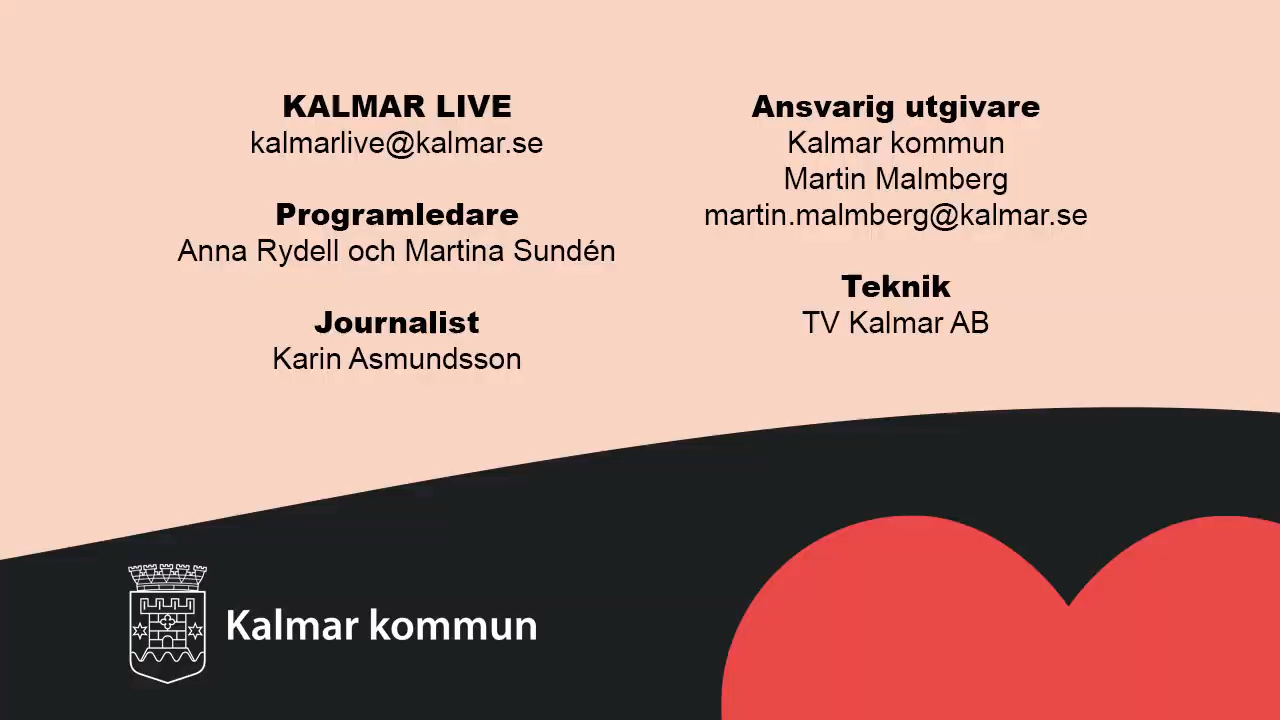 KALMAR LIVE
kalmarlive@kalmar.se
Programledare
Anna Rydell och Martina Sundén
Journalist
Karin Asmundsson
Ansvarig utgivare
Kalmar kommun
Martin Malmberg
martin.malmberg@kalmar.se
Teknik
TV Kalmar AB
Kalmar kommun